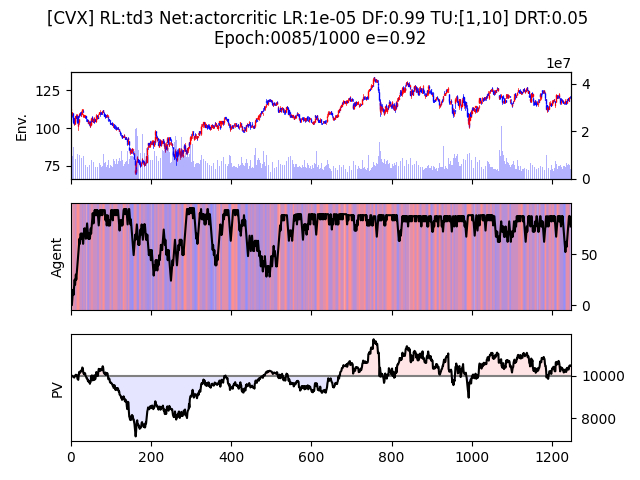 [CVX] RL:td3 Net:actorcritic LR:1e-05 DF:0.99 TU:[1,10] DRT:0.05
Epoch:0085/1000 e=0.92
1e7
125
100
75
Env.
4
2
0
Agent
50
0
PV
10000
8000
0
200
400
600
800
1000
1200